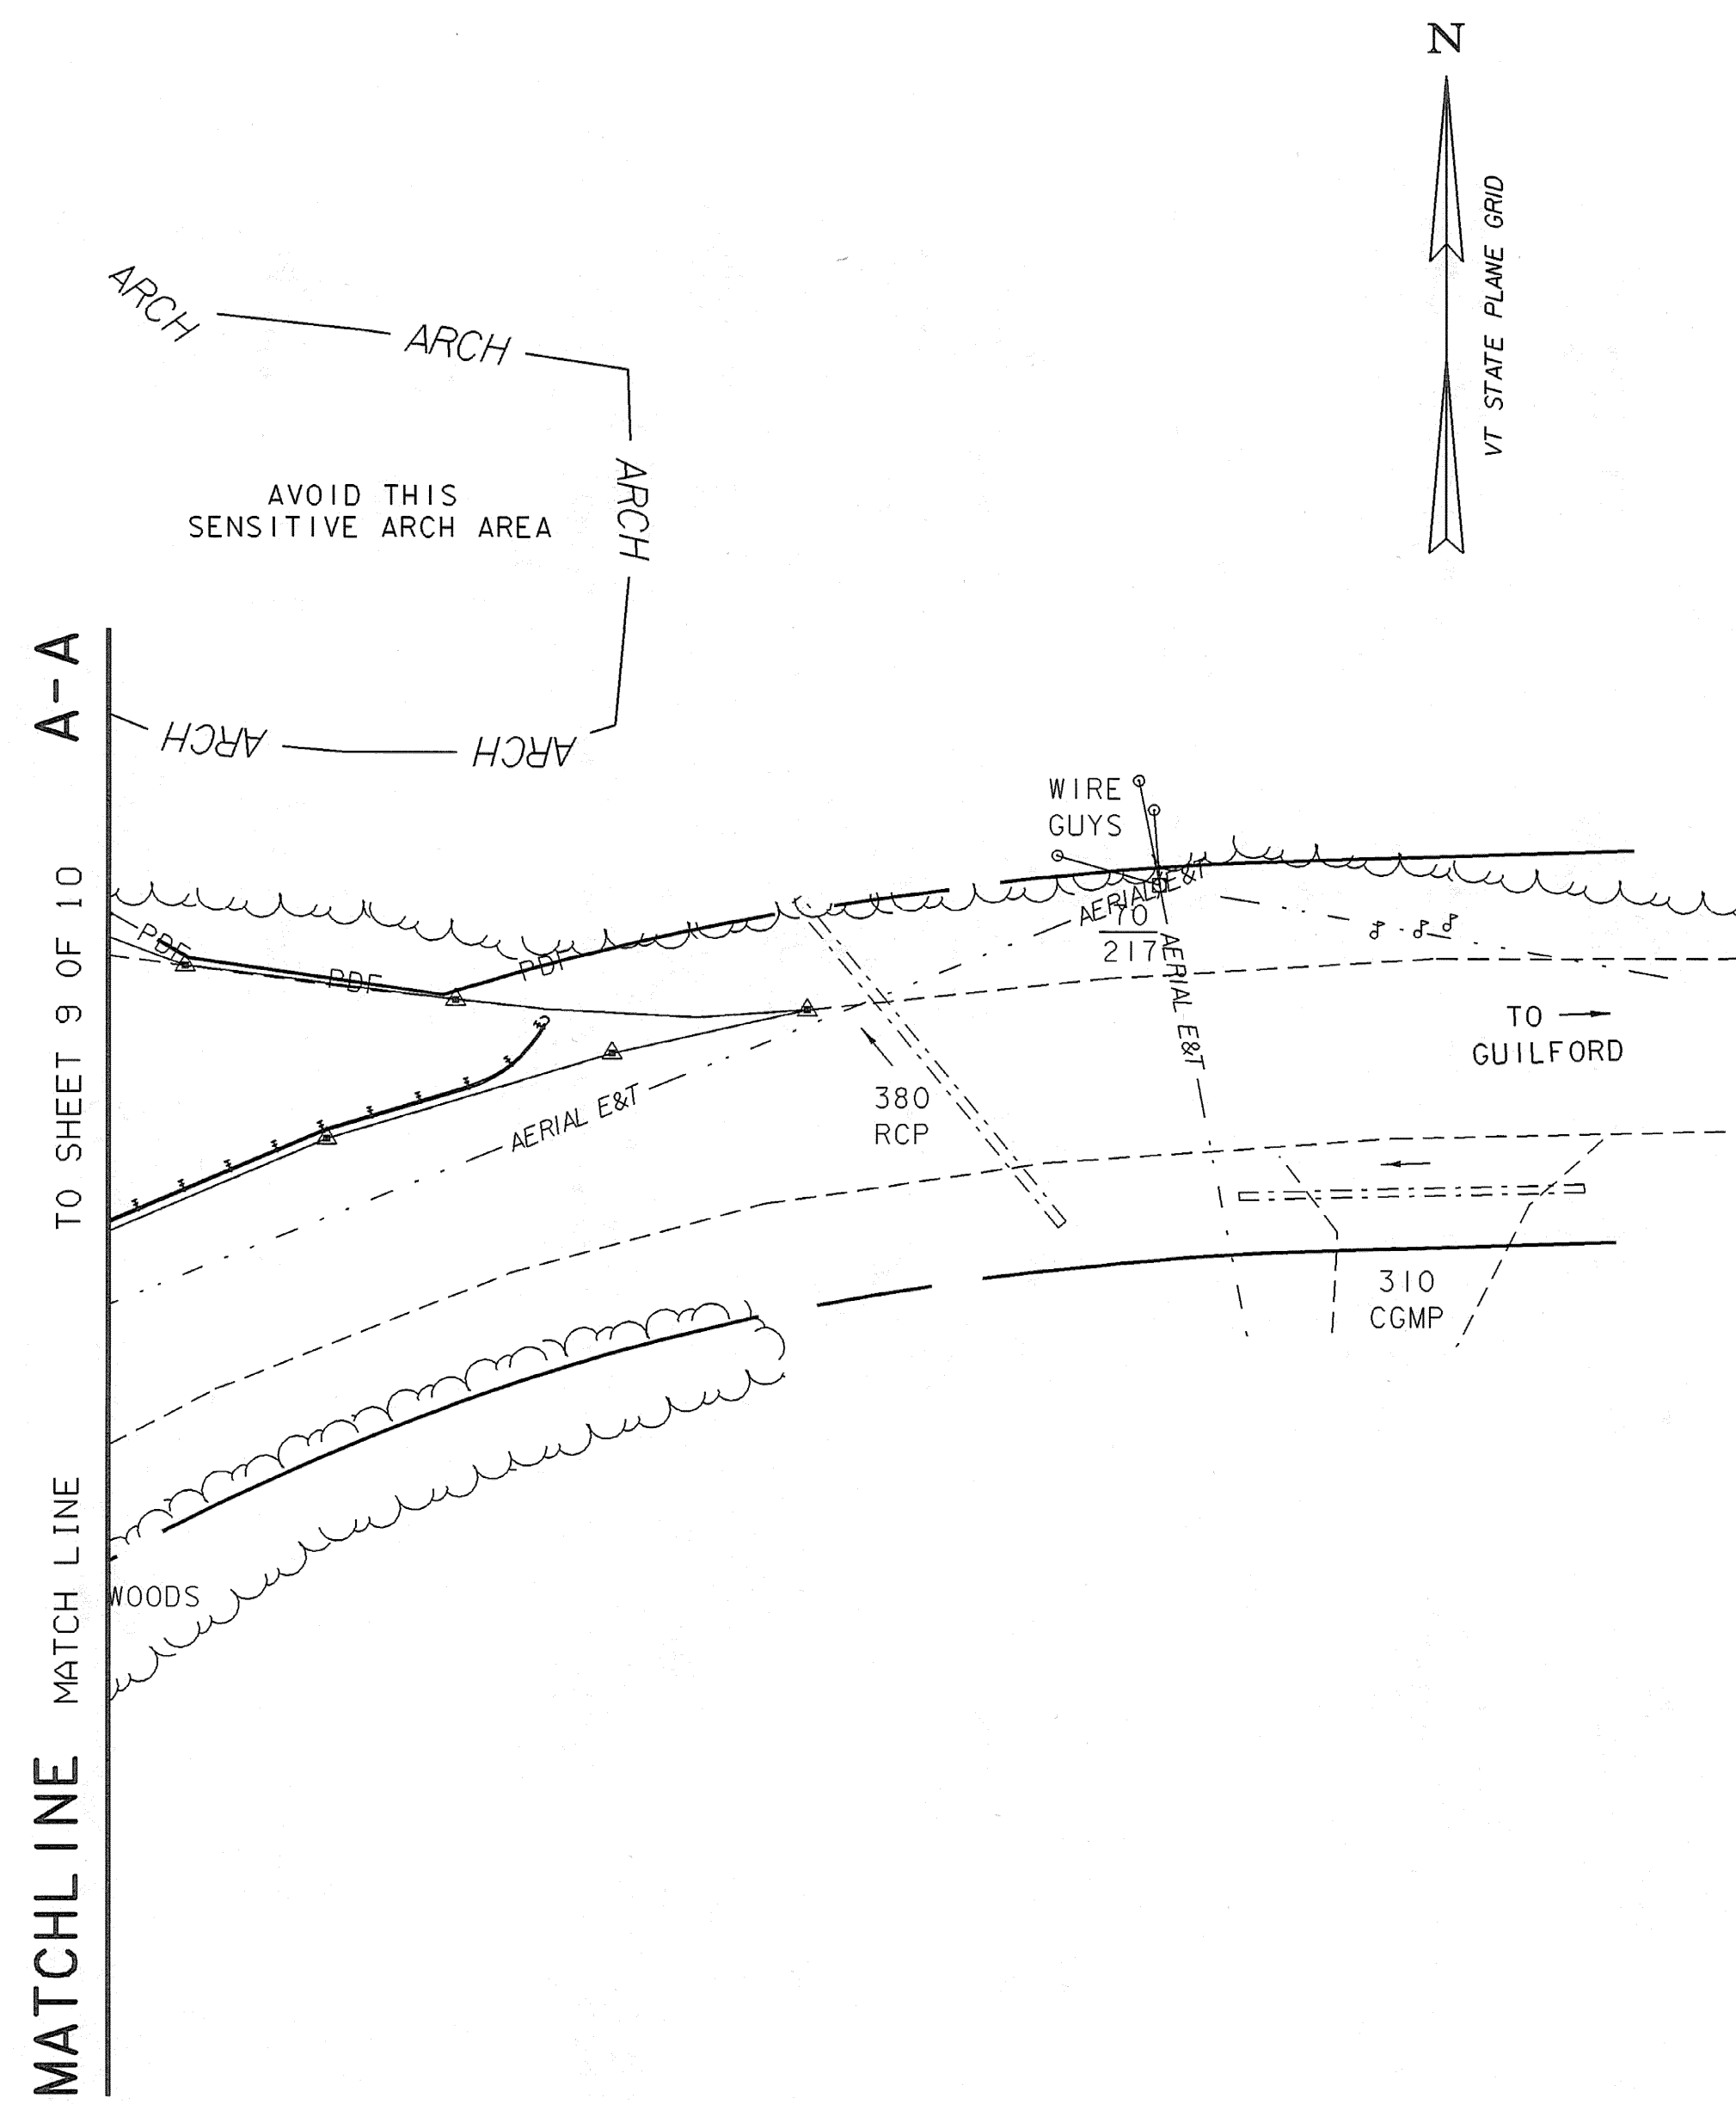 N
VT STATE PLANE GRID
ARCH
ARCH
ARCH
AVOID THIS
SENSITIVE ARCH AREA
ARCH
ARCH
MATCHLINE
MATCH LINE
TO SHEET 9 OF 10
A-A
WIRE
GUYS
AERIAL E&T
70
217
AERIAL E&T
PDF
PDF
PDF
TO
GUILFORD
AERIAL E&T
380
RCP
310
CGMP
WOODS